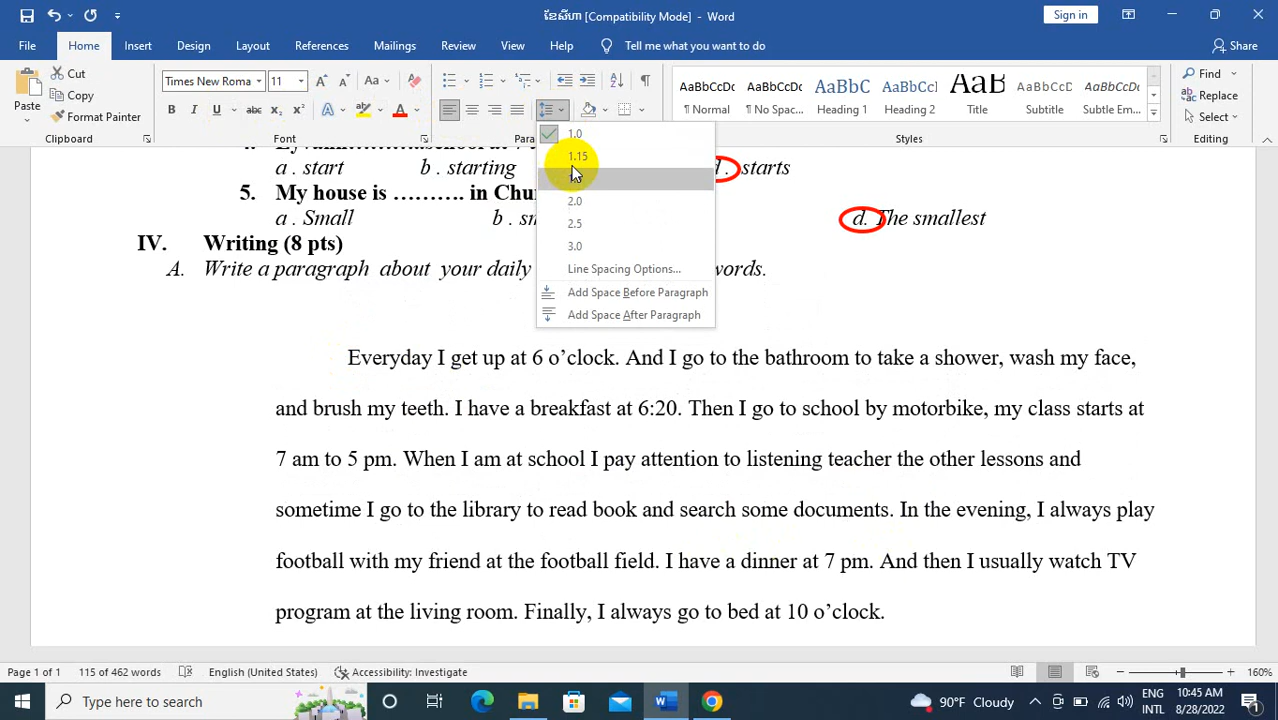 ខែសីហា [Compatibility Mode] - Word
Sign in
File Home Insert Design Layout References Mailings Review View Help Tell me what you want to do Share
Paste
Cut
Copy
Format Painter
Clipboard
Times New Roma 11
Aa
B I U abc x₂ x² A A
Font
Para
AaBbCcDc AaBbCcDc AaBbC AaBbCc AaB AaBbCcC AaBbCcDc
¶ Normal ¶ No Spac... Heading 1 Heading 2 Title Subtitle Subtle Em...
Styles
Find
Replace
Select
Editing
1.0
1.15
2.0
2.5
3.0
Line Spacing Options...
Add Space Before Paragraph
Add Space After Paragraph
a . start b . starting d . starts
5. My house is ………. in Chu
a . Small b . sm d. The smallest
IV. Writing (8 pts)
A. Write a paragraph about your daily words.
Everyday I get up at 6 o’clock. And I go to the bathroom to take a shower, wash my face,
and brush my teeth. I have a breakfast at 6:20. Then I go to school by motorbike, my class starts at
7 am to 5 pm. When I am at school I pay attention to listening teacher the other lessons and
sometime I go to the library to read book and search some documents. In the evening, I always play
football with my friend at the football field. I have a dinner at 7 pm. And then I usually watch TV
program at the living room. Finally, I always go to bed at 10 o’clock.
Page 1 of 1 115 of 462 words English (United States) Accessibility: Investigate 160%
Type here to search
90°F Cloudy
ENG
INTL
10:45 AM
8/28/2022
1